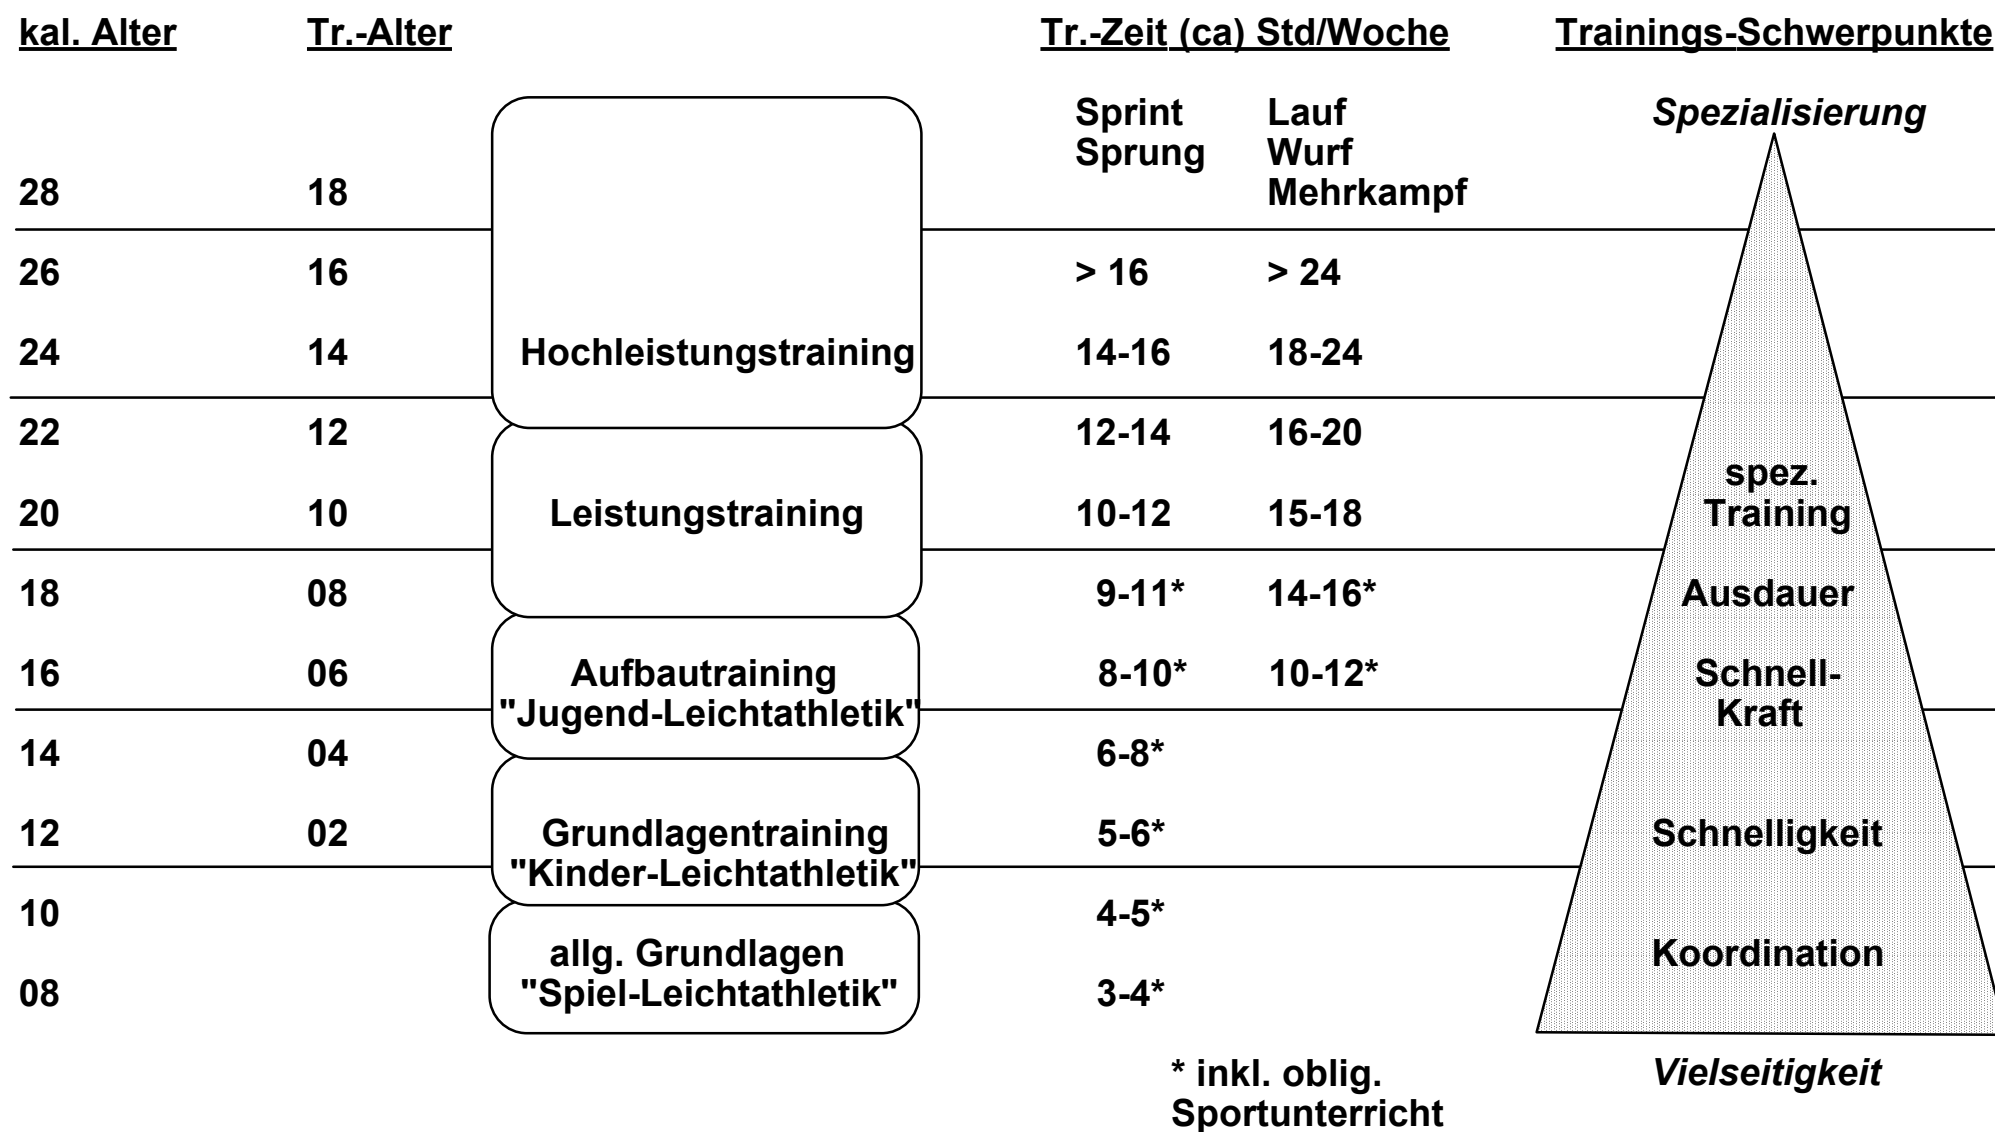 kal. Alter Tr.-Alter Tr.-Zeit (ca) Std/Woche Trainings-Schwerpunkte
Sprint Lauf Spezialisierung
Sprung Wurf
28 18 Mehrkampf
26 16 > 16 > 24
24 14 Hochleistungstraining 14-16 18-24
22 12 12-14 16-20
spez.
20 10 Leistungstraining 10-12 15-18 Training
18 08 9-11* 14-16* Ausdauer
16 06 Aufbautraining 8-10* 10-12* Schnell-
"Jugend-Leichtathletik" Kraft
14 04 6-8*
12 02 Grundlagentraining 5-6* Schnelligkeit
"Kinder-Leichtathletik"
10 4-5*
allg. Grundlagen Koordination
08 "Spiel-Leichtathletik" 3-4*
* inkl. oblig. Vielseitigkeit
Sportunterricht